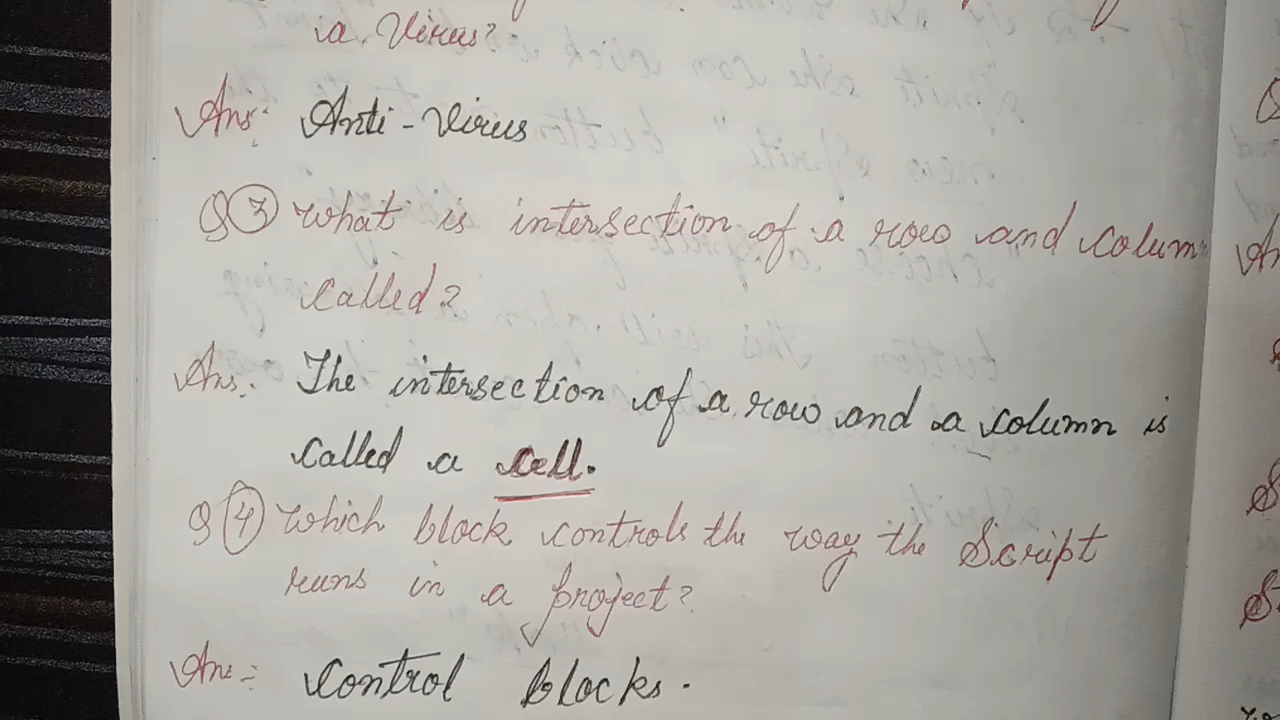 a Virus?
Ans: Anti-Virus
Q③ What is intersection of a row and colum
called?
Ans. The intersection of a row and a column is
called a cell.
Q④ Which block controls the way the Script
runs in a project?
Ans:- Control blocks.